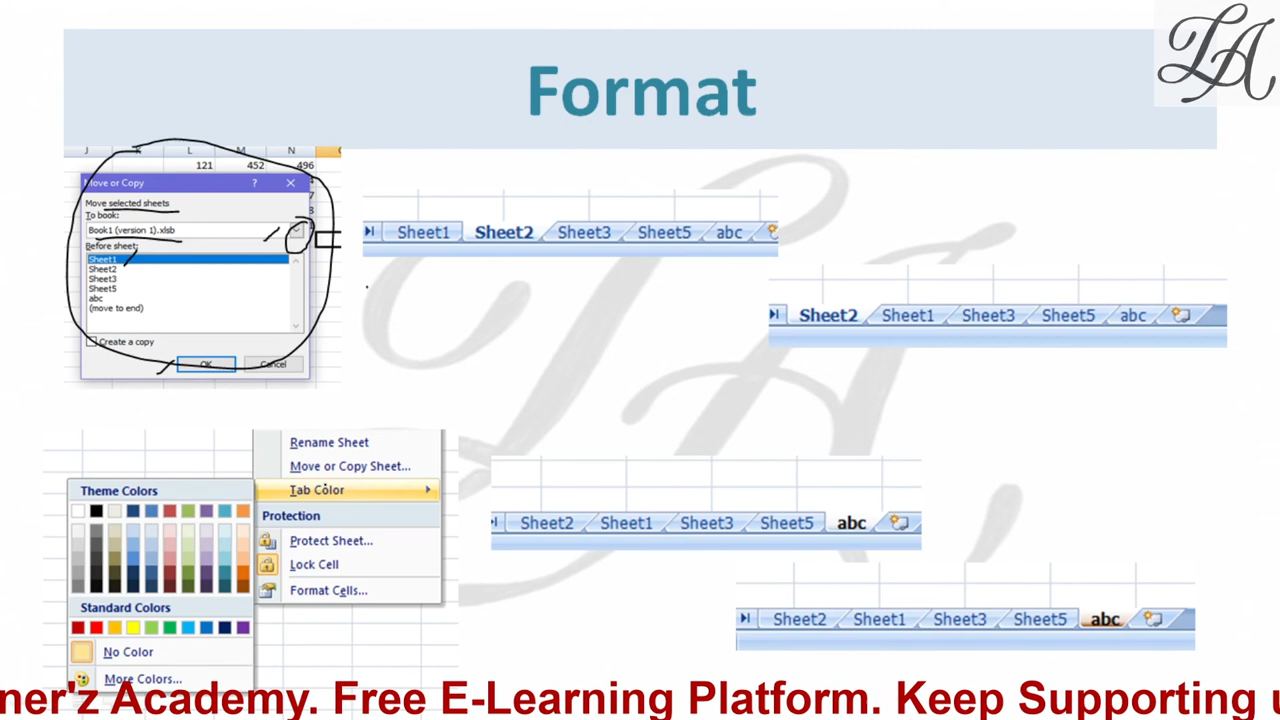 LA
Format
J K L M N
121 452 496
Move or Copy ? ×
Move selected sheets
To book:
Book1 (version 1).xlsb
Before sheet:
Sheet1
Sheet2
Sheet3
Sheet5
abc
(move to end)
Create a copy
OK Cancel
Sheet1 Sheet2 Sheet3 Sheet5 abc
Sheet2 Sheet1 Sheet3 Sheet5 abc
Rename Sheet
Move or Copy Sheet...
Tab Color
Protection
Protect Sheet...
Lock Cell
Format Cells...
Theme Colors
Standard Colors
No Color
More Colors...
Sheet2 Sheet1 Sheet3 Sheet5 abc
Sheet2 Sheet1 Sheet3 Sheet5 abc
ner'z Academy. Free E-Learning Platform. Keep Supporting u